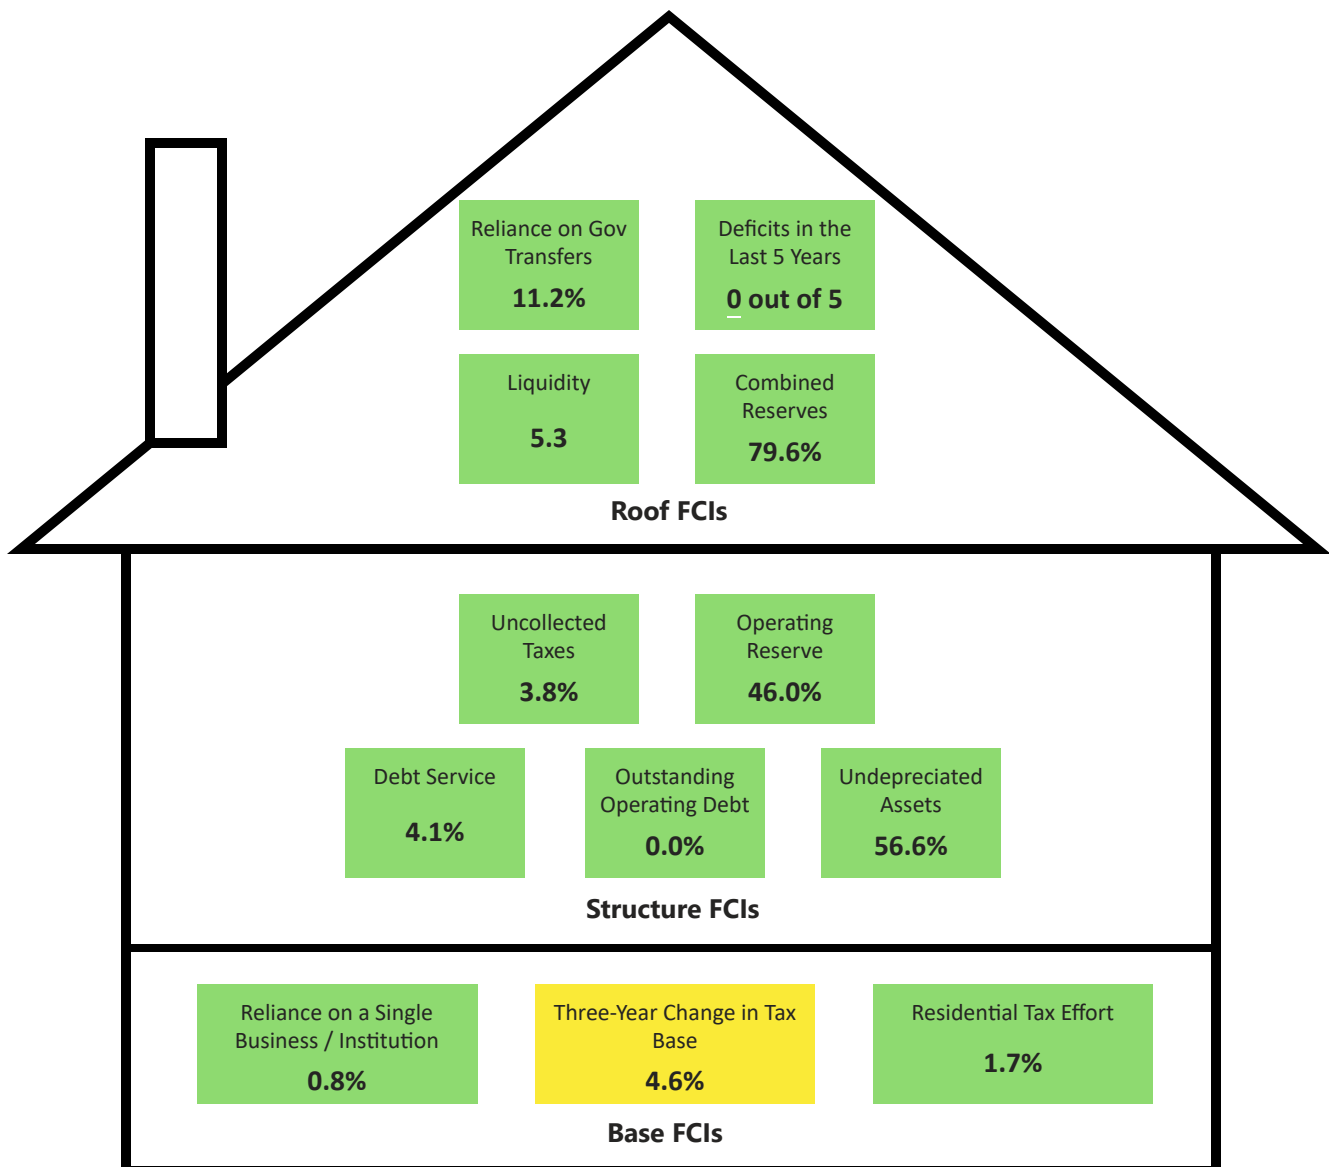 Reliance on Gov
Transfers
11.2%
Deficits in the
Last 5 Years
0 out of 5
Liquidity
5.3
Combined
Reserves
79.6%
Roof FCIs
Uncollected
Taxes
3.8%
Operating
Reserve
46.0%
Debt Service
4.1%
Outstanding
Operating Debt
0.0%
Undepreciated
Assets
56.6%
Structure FCIs
Reliance on a Single
Business / Institution
0.8%
Three-Year Change in Tax
Base
4.6%
Residential Tax Effort
1.7%
Base FCIs